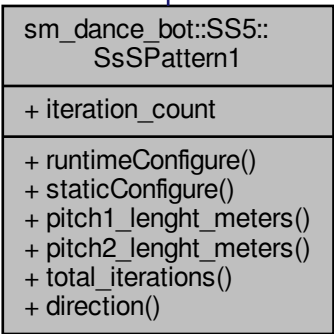 sm_dance_bot::SS5::
SsSPattern1
+ iteration_count
+ runtimeConfigure()
+ staticConfigure()
+ pitch1_lenght_meters()
+ pitch2_lenght_meters()
+ total_iterations()
+ direction()